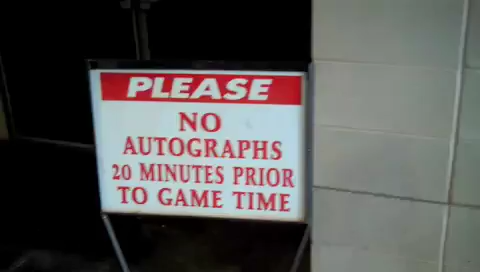 PLEASE
NO
AUTOGRAPHS
20 MINUTES PRIOR
TO GAME TIME